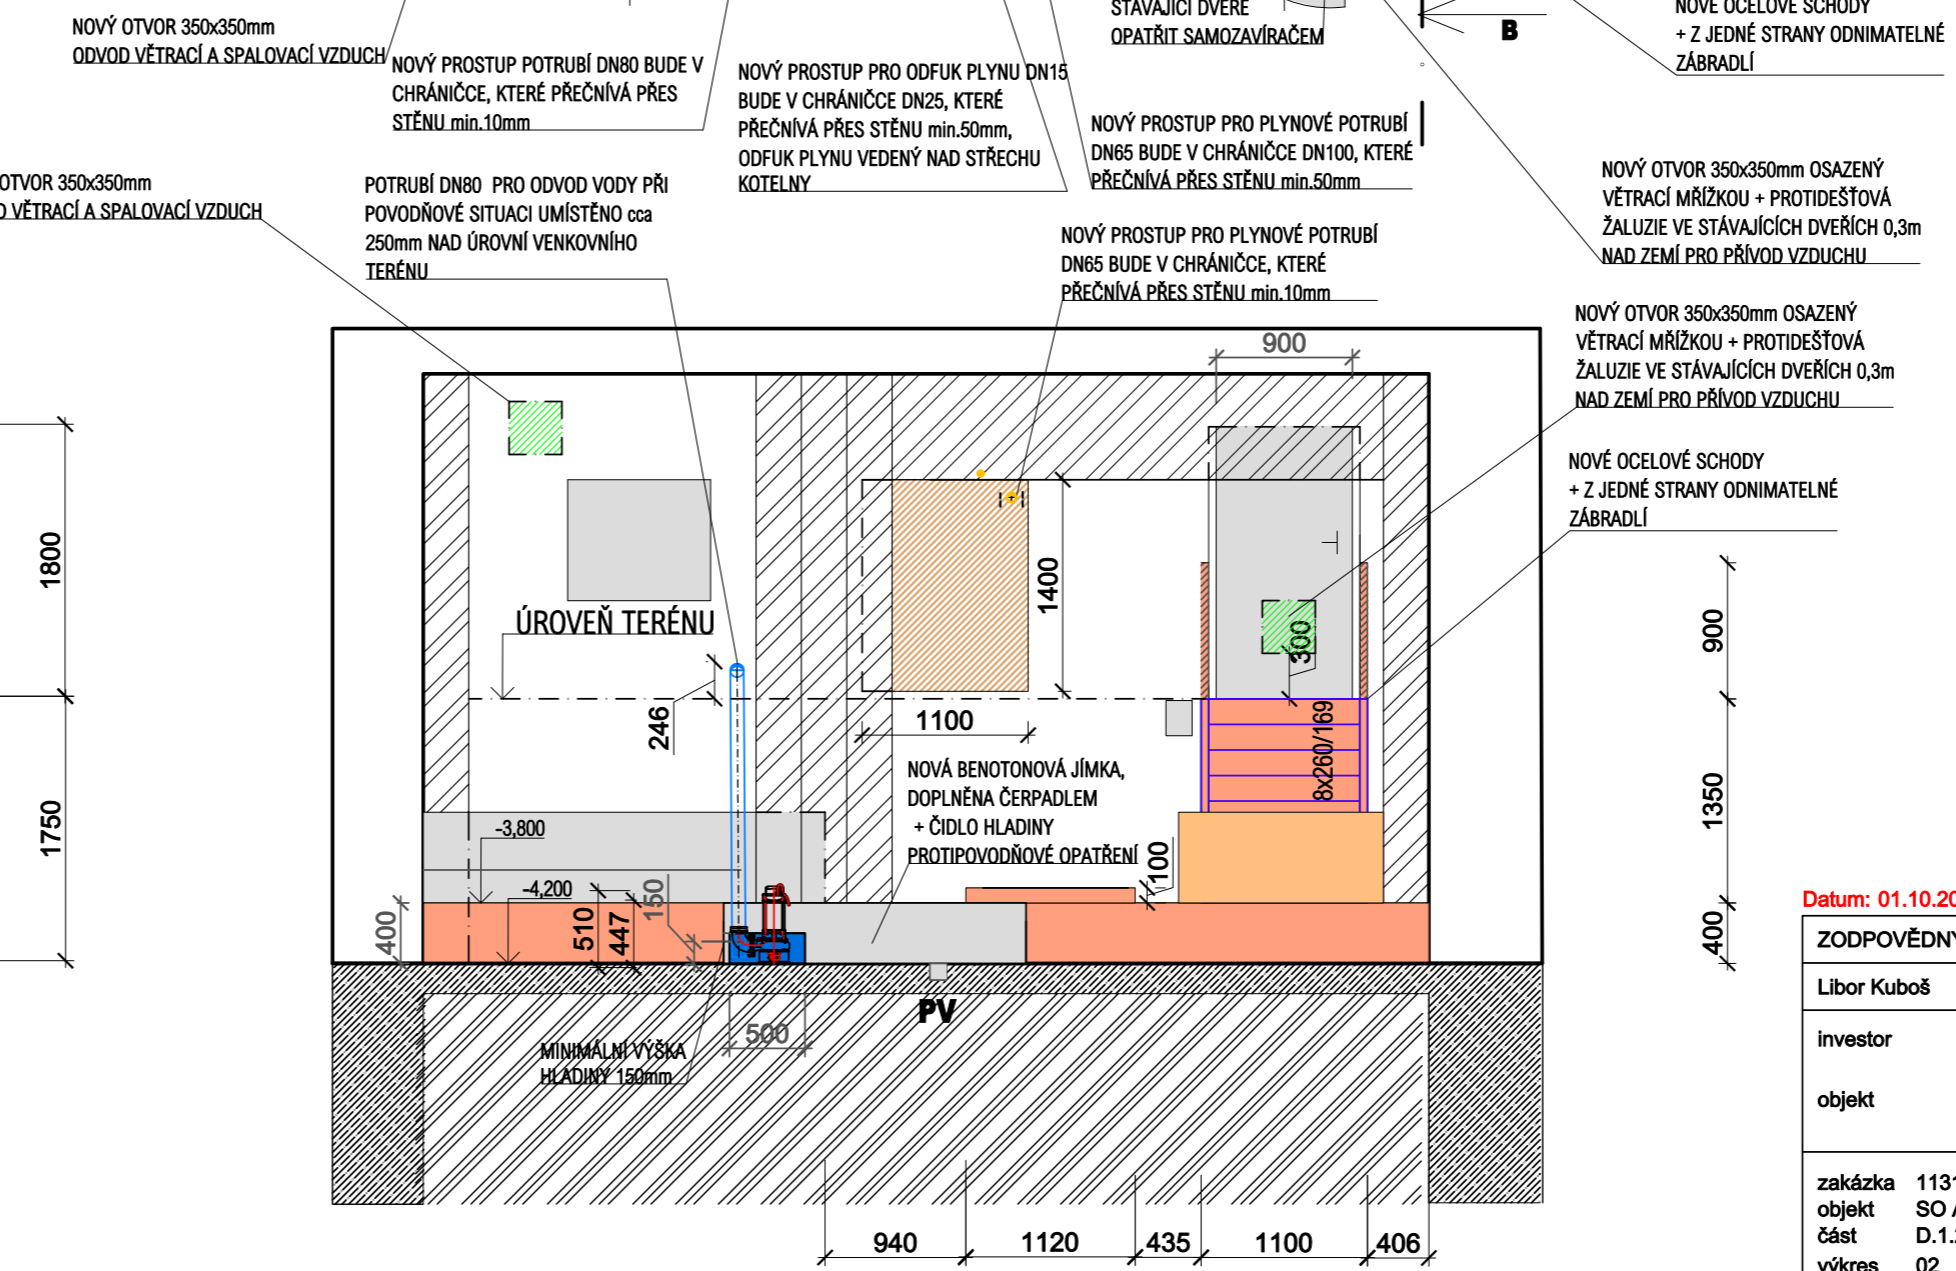 NOVÝ OTVOR 350x350mm
ODVOD VĚTRACÍ A SPALOVACÍ VZDUCH
NOVÝ PROSTUP POTRUBÍ DN80 BUDE V
CHRÁNIČCE, KTERÉ PŘEČNÍVÁ PŘES
STĚNU min.10mm
NOVÝ PROSTUP PRO ODFUK PLYNU DN15
BUDE V CHRÁNIČCE DN25, KTERÉ
PŘEČNÍVÁ PŘES STĚNU min.50mm,
ODFUK PLYNU VEDENÝ NAD STŘECHU
KOTELNY
STÁVAJÍCÍ DVEŘE
OPATŘIT SAMOZAVÍRAČEM
B
NOVÉ OCELOVÉ SCHODY
+ Z JEDNÉ STRANY ODNIMATELNÉ
ZÁBRADLÍ
NOVÝ PROSTUP PRO PLYNOVÉ POTRUBÍ
DN65 BUDE V CHRÁNIČCE DN100, KTERÉ
PŘEČNÍVÁ PŘES STĚNU min.50mm
OTVOR 350x350mm
VĚTRACÍ A SPALOVACÍ VZDUCH
POTRUBÍ DN80 PRO ODVOD VODY PŘI
POVODŇOVÉ SITUACI UMÍSTĚNO cca
250mm NAD ÚROVNÍ VENKOVNÍHO
TERÉNU
NOVÝ PROSTUP PRO PLYNOVÉ POTRUBÍ
DN65 BUDE V CHRÁNIČCE, KTERÉ
PŘEČNÍVÁ PŘES STĚNU min.10mm
NOVÝ OTVOR 350x350mm OSAZENÝ
VĚTRACÍ MŘÍŽKOU + PROTIDEŠŤOVÁ
ŽALUZIE VE STÁVAJÍCÍCH DVEŘÍCH 0,3m
NAD ZEMÍ PRO PŘÍVOD VZDUCHU
NOVÝ OTVOR 350x350mm OSAZENÝ
VĚTRACÍ MŘÍŽKOU + PROTIDEŠŤOVÁ
ŽALUZIE VE STÁVAJÍCÍCH DVEŘÍCH 0,3m
NAD ZEMÍ PRO PŘÍVOD VZDUCHU
NOVÉ OCELOVÉ SCHODY
+ Z JEDNÉ STRANY ODNIMATELNÉ
ZÁBRADLÍ
900
1800
1750
1400
ÚROVEŇ TERÉNU
246
1100
300
8x260/169
900
1350
400
NOVÁ BENOTONOVÁ JÍMKA,
DOPLNĚNA ČERPADLEM
+ ČIDLO HLADINY
PROTIPOVODŇOVÉ OPATŘENÍ
100
-3,800
-4,200
400
510
447
150
PV
500
MINIMÁLNÍ VÝŠKA
HLADINY 150mm
940
1120
435
1100
406
Datum: 01.10.20
ZODPOVĚDNÝ
Libor Kuboš
investor
objekt
zakázka 1131
objekt SO
část D.1.
výkres 02